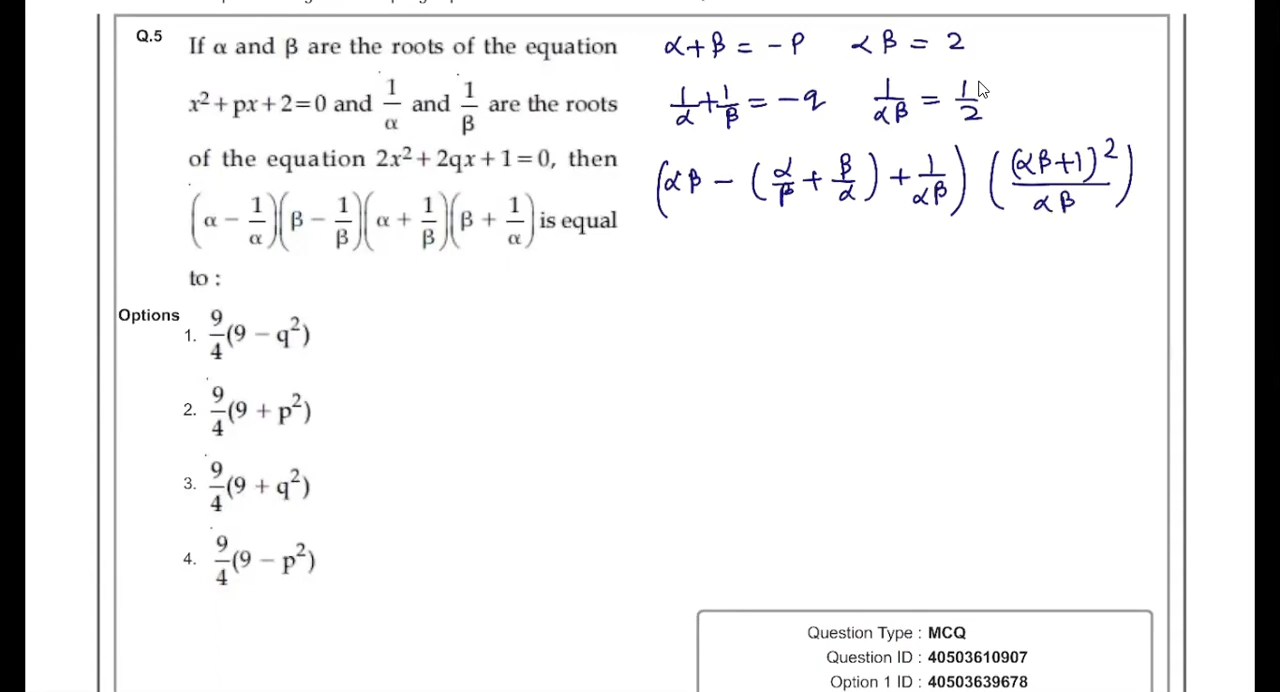 Q.5 If α and β are the roots of the equation
x² + px + 2 = 0 and 1/α and 1/β are the roots
of the equation 2x² + 2qx + 1 = 0, then
(α − 1/α)(β − 1/β)(α + 1/β)(β + 1/α) is equal
to :
Options
1. 9/4(9 − q²)
2. 9/4(9 + p²)
3. 9/4(9 + q²)
4. 9/4(9 − p²)
α+β = −P αβ = 2
1/α + 1/β = −q 1/αβ = 1/2
(αβ − (α/β + β/α) + 1/αβ) ((αβ+1)²/αβ)
Question Type : MCQ
Question ID : 40503610907
Option 1 ID : 40503639678